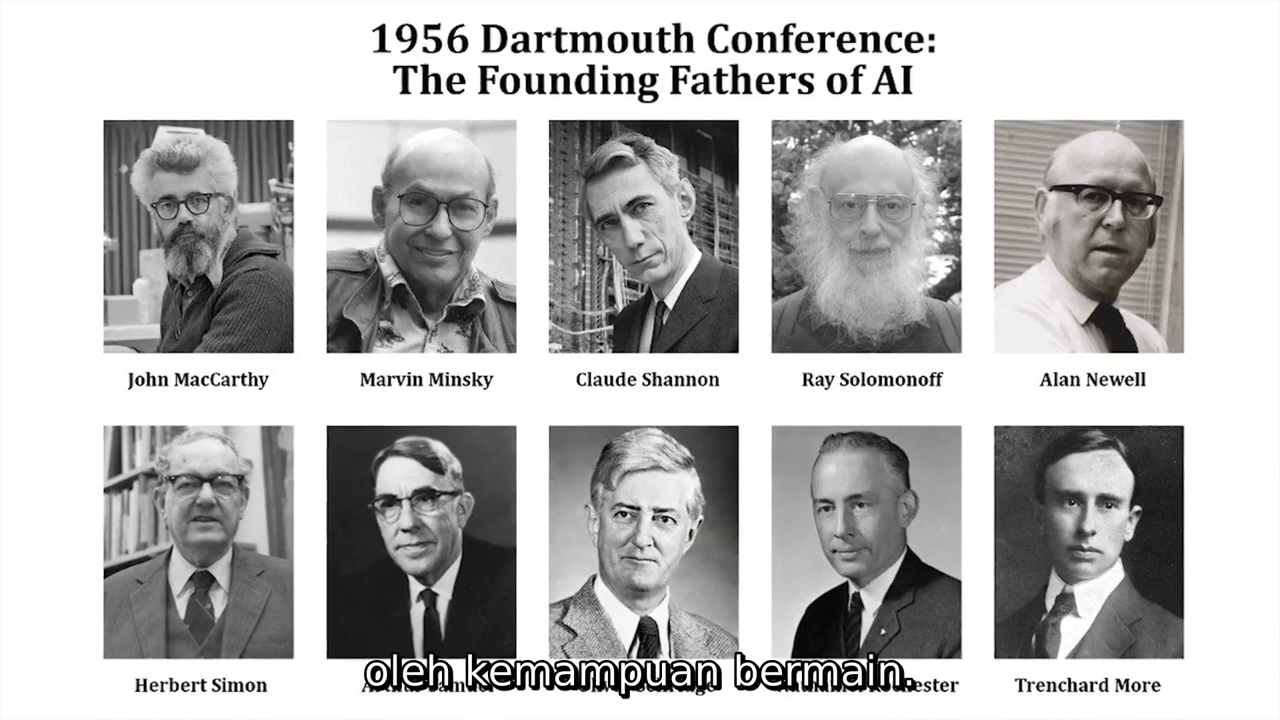 1956 Dartmouth Conference:
The Founding Fathers of AI
John MacCarthy
Marvin Minsky
Claude Shannon
Ray Solomonoff
Alan Newell
Herbert Simon
Trenchard More
oleh kemampuan bermain.